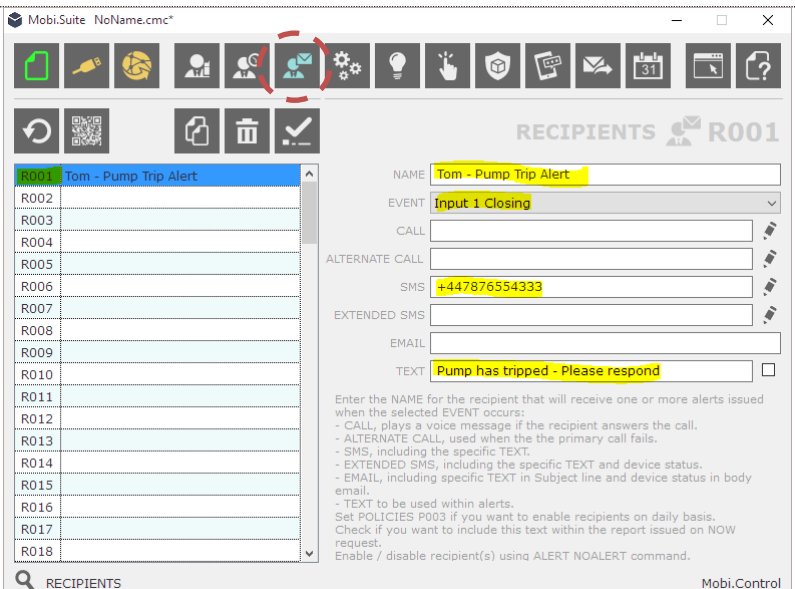 Mobi.Suite NoName.cmc*
31
RECIPIENTS R001
R001 Tom - Pump Trip Alert
R002
R003
R004
R005
R006
R007
R008
R009
R010
R011
R012
R013
R014
R015
R016
R017
R018
NAME Tom - Pump Trip Alert
EVENT Input 1 Closing
CALL
ALTERNATE CALL
SMS +447876554333
EXTENDED SMS
EMAIL
TEXT Pump has tripped - Please respond
Enter the NAME for the recipient that will receive one or more alerts issued
when the selected EVENT occurs:
- CALL, plays a voice message if the recipient answers the call.
- ALTERNATE CALL, used when the the primary call fails.
- SMS, including the specific TEXT.
- EXTENDED SMS, including the specific TEXT and device status.
- EMAIL, including specific TEXT in Subject line and device status in body
email.
- TEXT to be used within alerts.
Set POLICIES P003 if you want to enable recipients on daily basis.
Check if you want to include this text within the report issued on NOW
request.
Enable / disable recipient(s) using ALERT NOALERT command.
RECIPIENTS
Mobi.Control